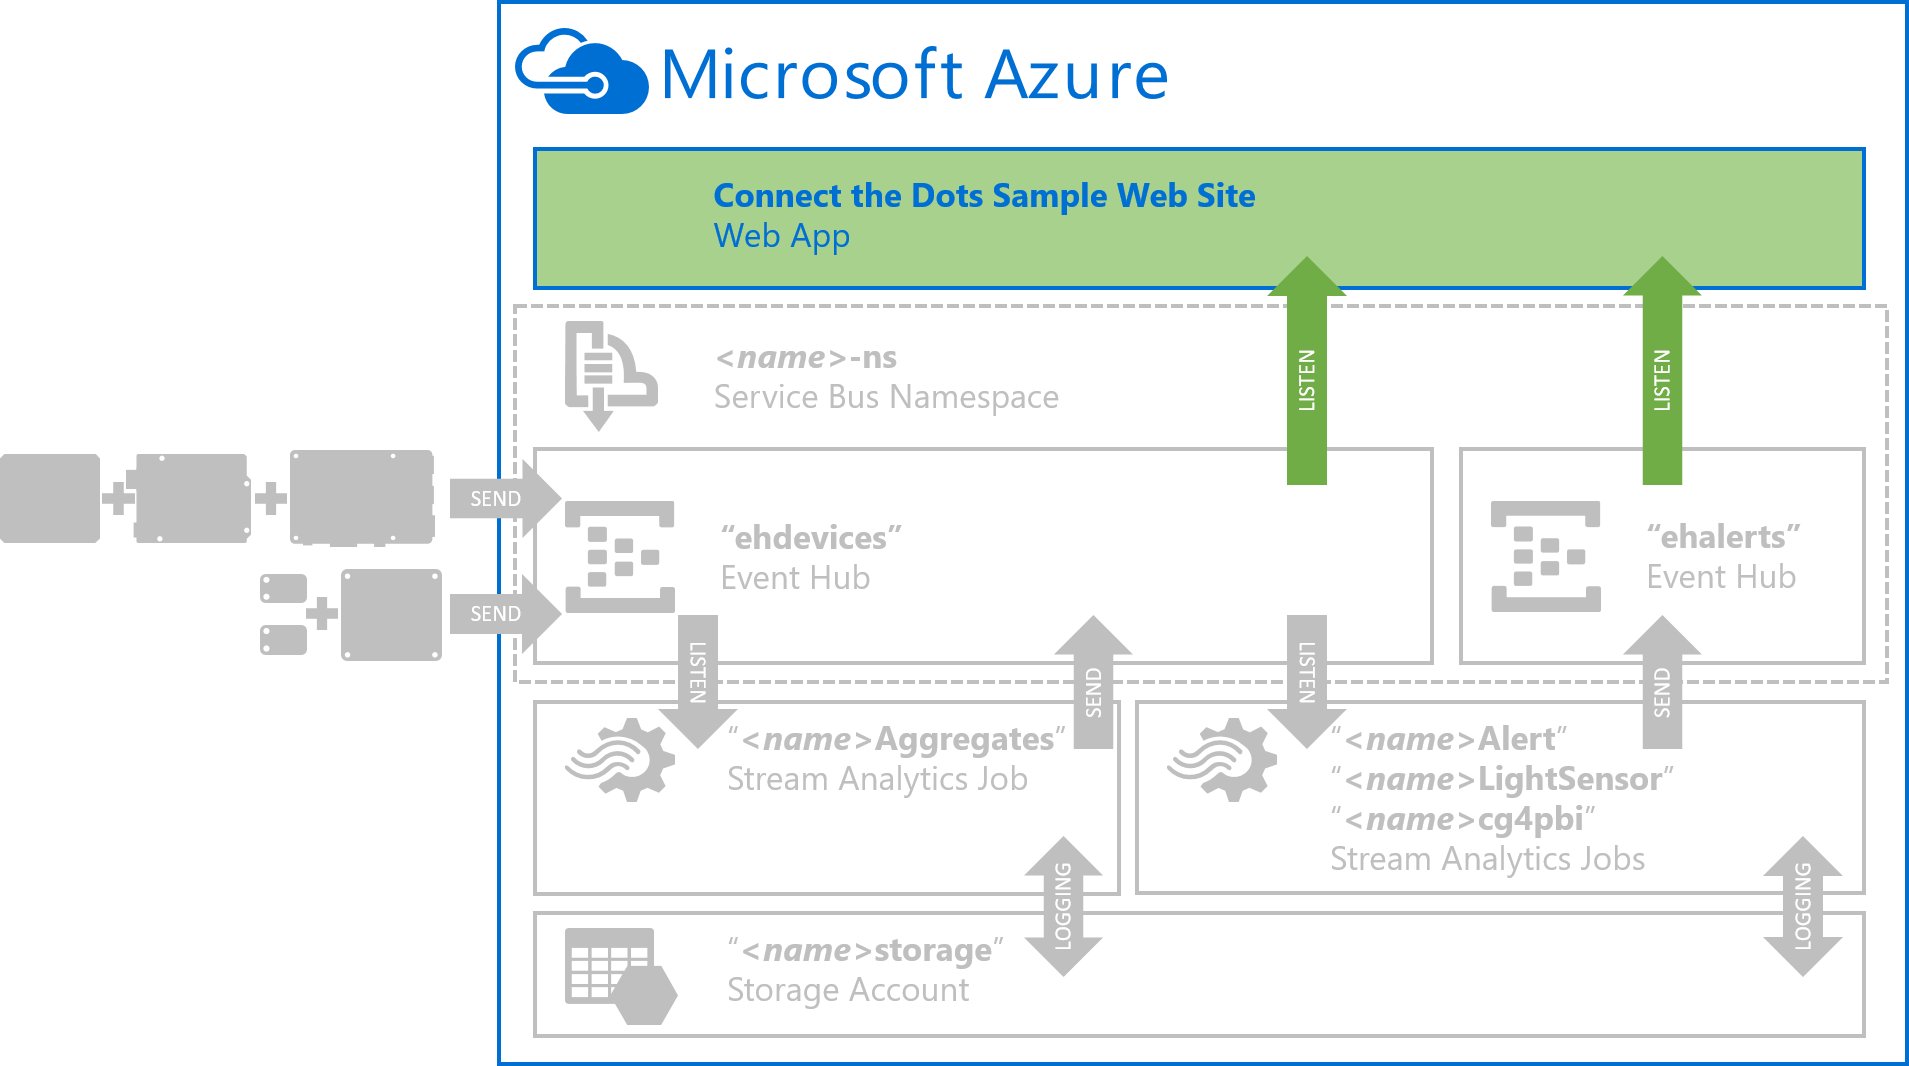 Microsoft Azure
Connect the Dots Sample Web Site
Web App
<name>-ns
Service Bus Namespace
LISTEN
LISTEN
SEND
SEND
“ehdevices”
Event Hub
“ehalerts”
Event Hub
LISTEN
SEND
LISTEN
SEND
“<name>Aggregates”
Stream Analytics Job
“<name>Alert”
“<name>LightSensor”
“<name>cg4pbi”
Stream Analytics Jobs
LOGGING
LOGGING
“<name>storage”
Storage Account